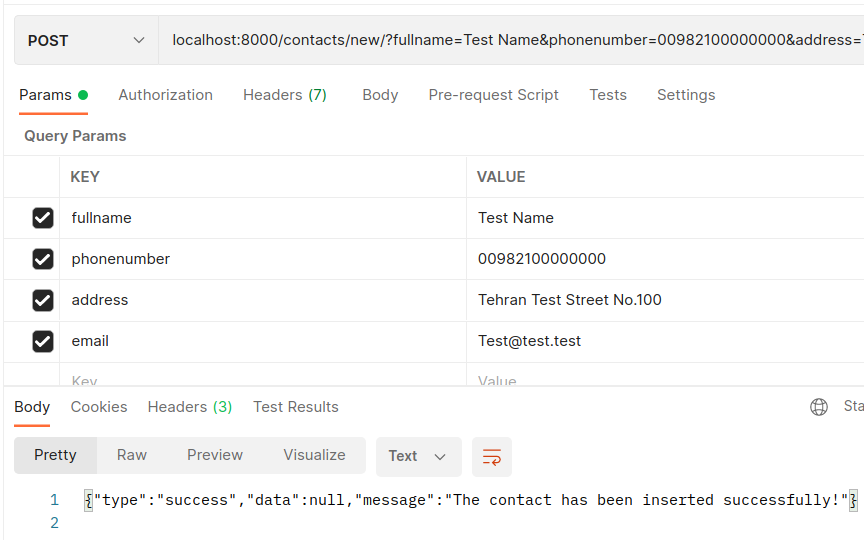 POST localhost:8000/contacts/new/?fullname=Test Name&phonenumber=00982100000000&address=
Params Authorization Headers (7) Body Pre-request Script Tests Settings
Query Params
KEY VALUE
fullname Test Name
phonenumber 00982100000000
address Tehran Test Street No.100
email Test@test.test
Key Value
Body Cookies Headers (3) Test Results Sta
Pretty Raw Preview Visualize Text
1 {"type":"success","data":null,"message":"The contact has been inserted successfully!"}
2